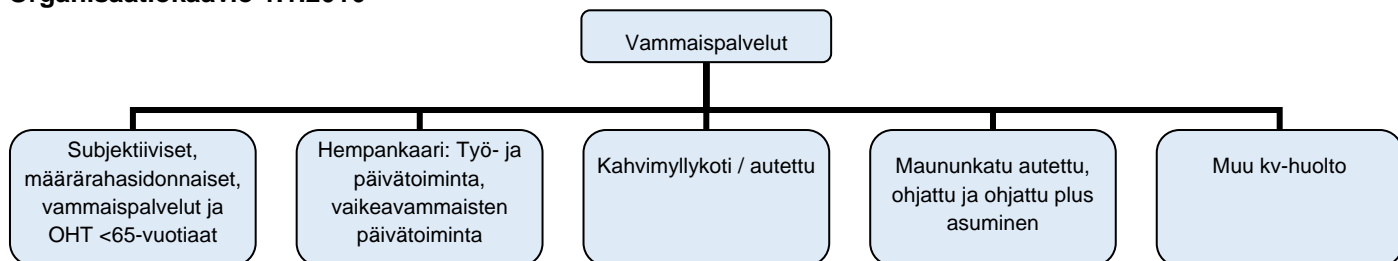 Vammaispalvelut
Subjektiiviset,
määrärahasidonnaiset,
vammaispalvelut ja
OHT <65-vuotiaat
Hempankaari: Työ- ja
päivätoiminta,
vaikeavammaisten
päivätoiminta
Kahvimyllykoti / autettu
Maununkatu autettu,
ohjattu ja ohjattu plus
asuminen
Muu kv-huolto